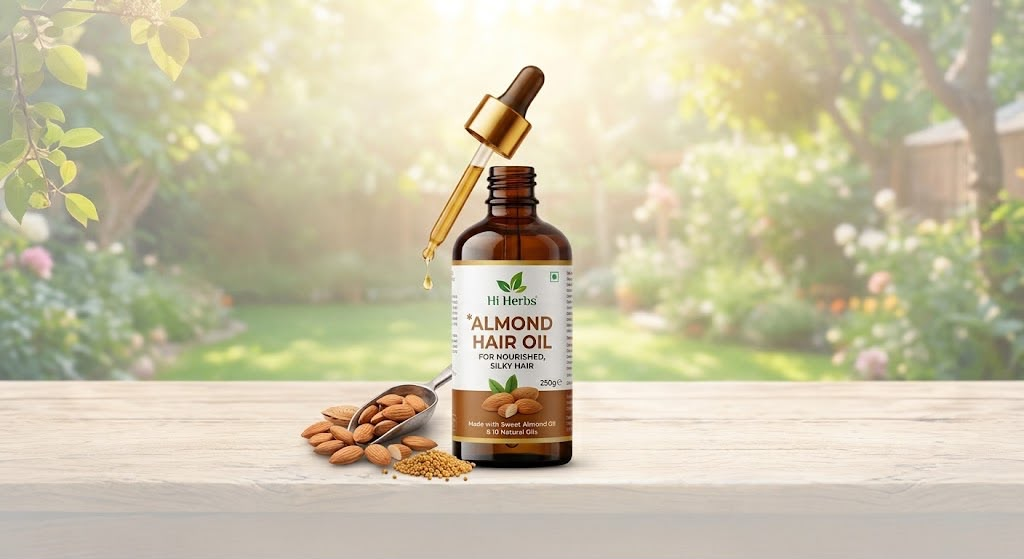 Hi Herbs
*ALMOND
HAIR OIL
FOR NOURISHED,
SILKY HAIR
250g℮
Made with Sweet Almond Oil
& 10 Natural Oils